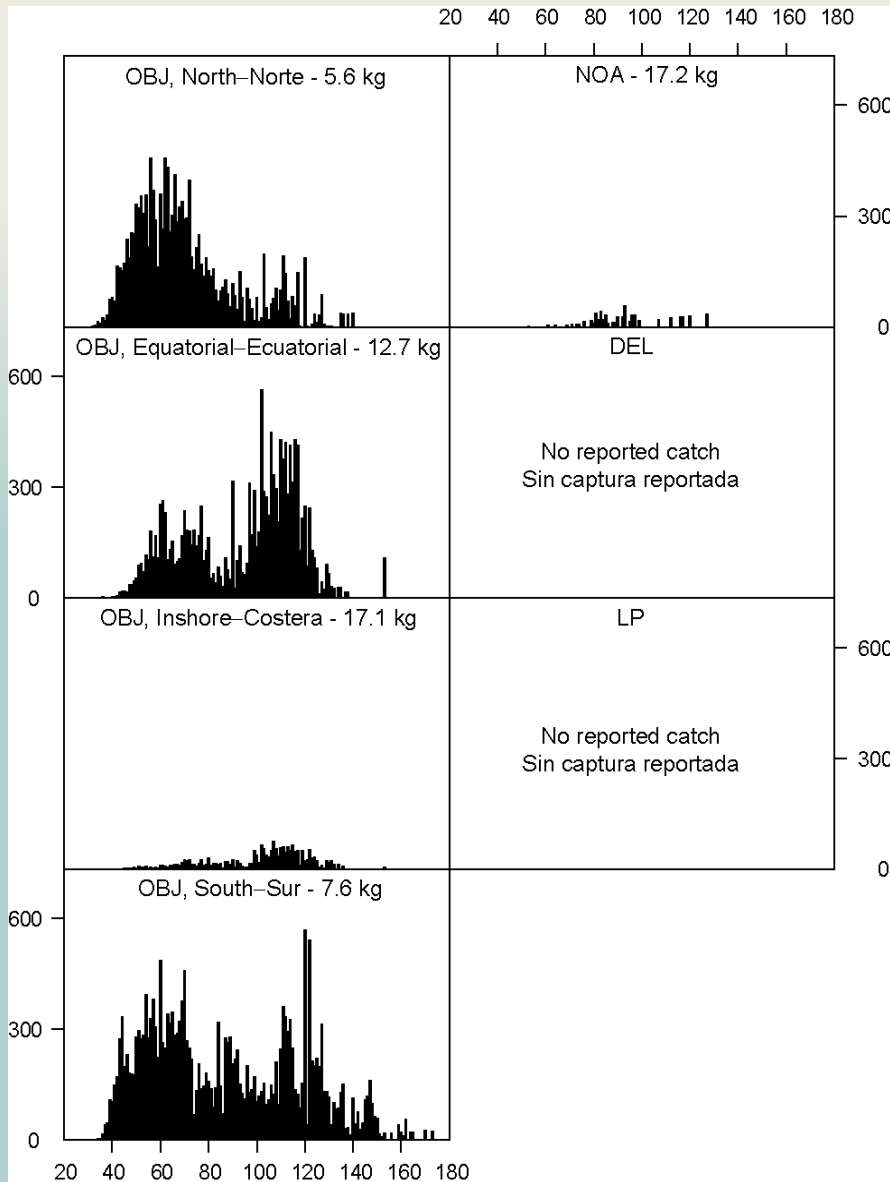 20 40 60 80 100 120 140 160 180
OBJ, North–Norte - 5.6 kg
NOA - 17.2 kg
600
300
0
OBJ, Equatorial–Ecuatorial - 12.7 kg
DEL
600
300
0
No reported catch
Sin captura reportada
OBJ, Inshore–Costera - 17.1 kg
LP
600
300
0
No reported catch
Sin captura reportada
OBJ, South–Sur - 7.6 kg
600
300
0
20 40 60 80 100 120 140 160 180